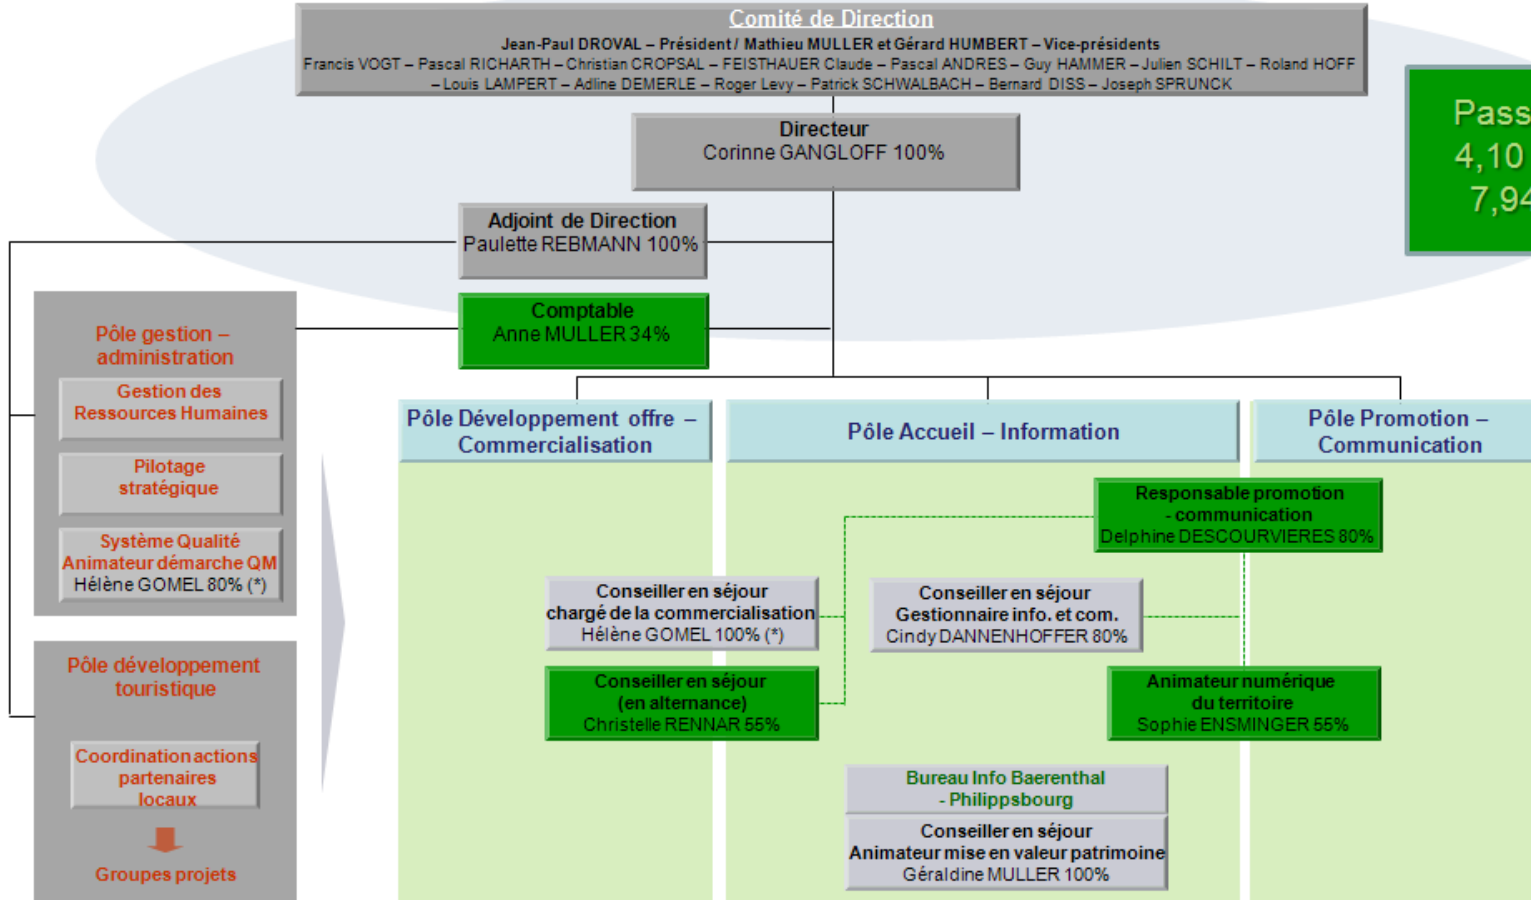 Comité de Direction
Jean-Paul DROVAL – Président / Mathieu MULLER et Gérard HUMBERT – Vice-présidents
Francis VOGT – Pascal RICHARTH – Christian CROPSAL – FEISTHAUER Claude – Pascal ANDRES – Guy HAMMER – Julien SCHILT – Roland HOFF
– Louis LAMPERT – Adline DEMERLE – Roger Levy – Patrick SCHWALBACH – Bernard DISS – Joseph SPRUNCK
Directeur
Corinne GANGLOFF 100%
Pass
4,10
7,94
Adjoint de Direction
Paulette REBMANN 100%
Comptable
Anne MULLER 34%
Pôle gestion –
administration
Gestion des
Ressources Humaines
Pilotage
stratégique
Système Qualité
Animateur démarche QM
Hélène GOMEL 80% (*)
Pôle développement
touristique
Coordination actions
partenaires
locaux
Groupes projets
Pôle Développement offre –
Commercialisation
Pôle Accueil – Information
Pôle Promotion –
Communication
Responsable promotion
- communication
Delphine DESCOURVIERES 80%
Conseiller en séjour
chargé de la commercialisation
Hélène GOMEL 100% (*)
Conseiller en séjour
Gestionnaire info. et com.
Cindy DANNENHOFFER 80%
Conseiller en séjour
(en alternance)
Christelle RENNAR 55%
Animateur numérique
du territoire
Sophie ENSMINGER 55%
Bureau Info Baerenthal
- Philippsbourg
Conseiller en séjour
Animateur mise en valeur patrimoine
Géraldine MULLER 100%